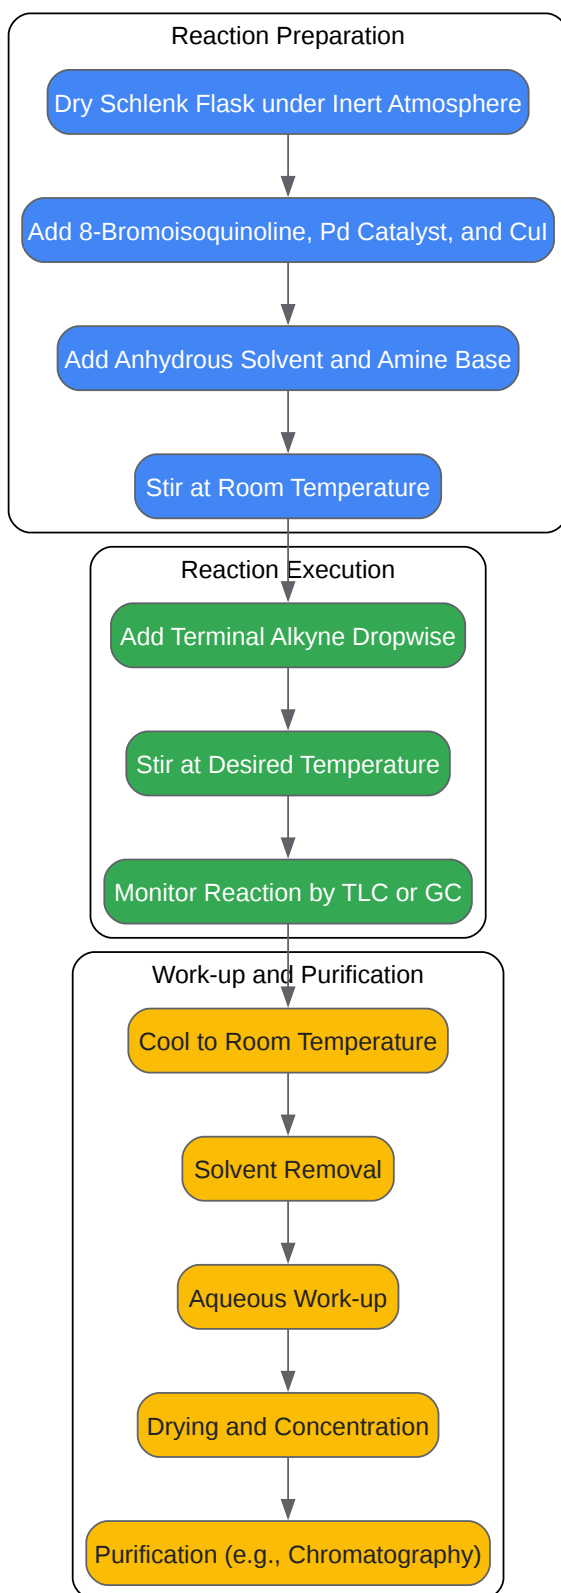 Reaction Preparation
Dry Schlenk Flask under Inert Atmosphere
Add 8-Bromoisoquinoline, Pd Catalyst, and CuI
Add Anhydrous Solvent and Amine Base
Stir at Room Temperature
Reaction Execution
Add Terminal Alkyne Dropwise
Stir at Desired Temperature
Monitor Reaction by TLC or GC
Work-up and Purification
Cool to Room Temperature
Solvent Removal
Aqueous Work-up
Drying and Concentration
Purification (e.g., Chromatography)